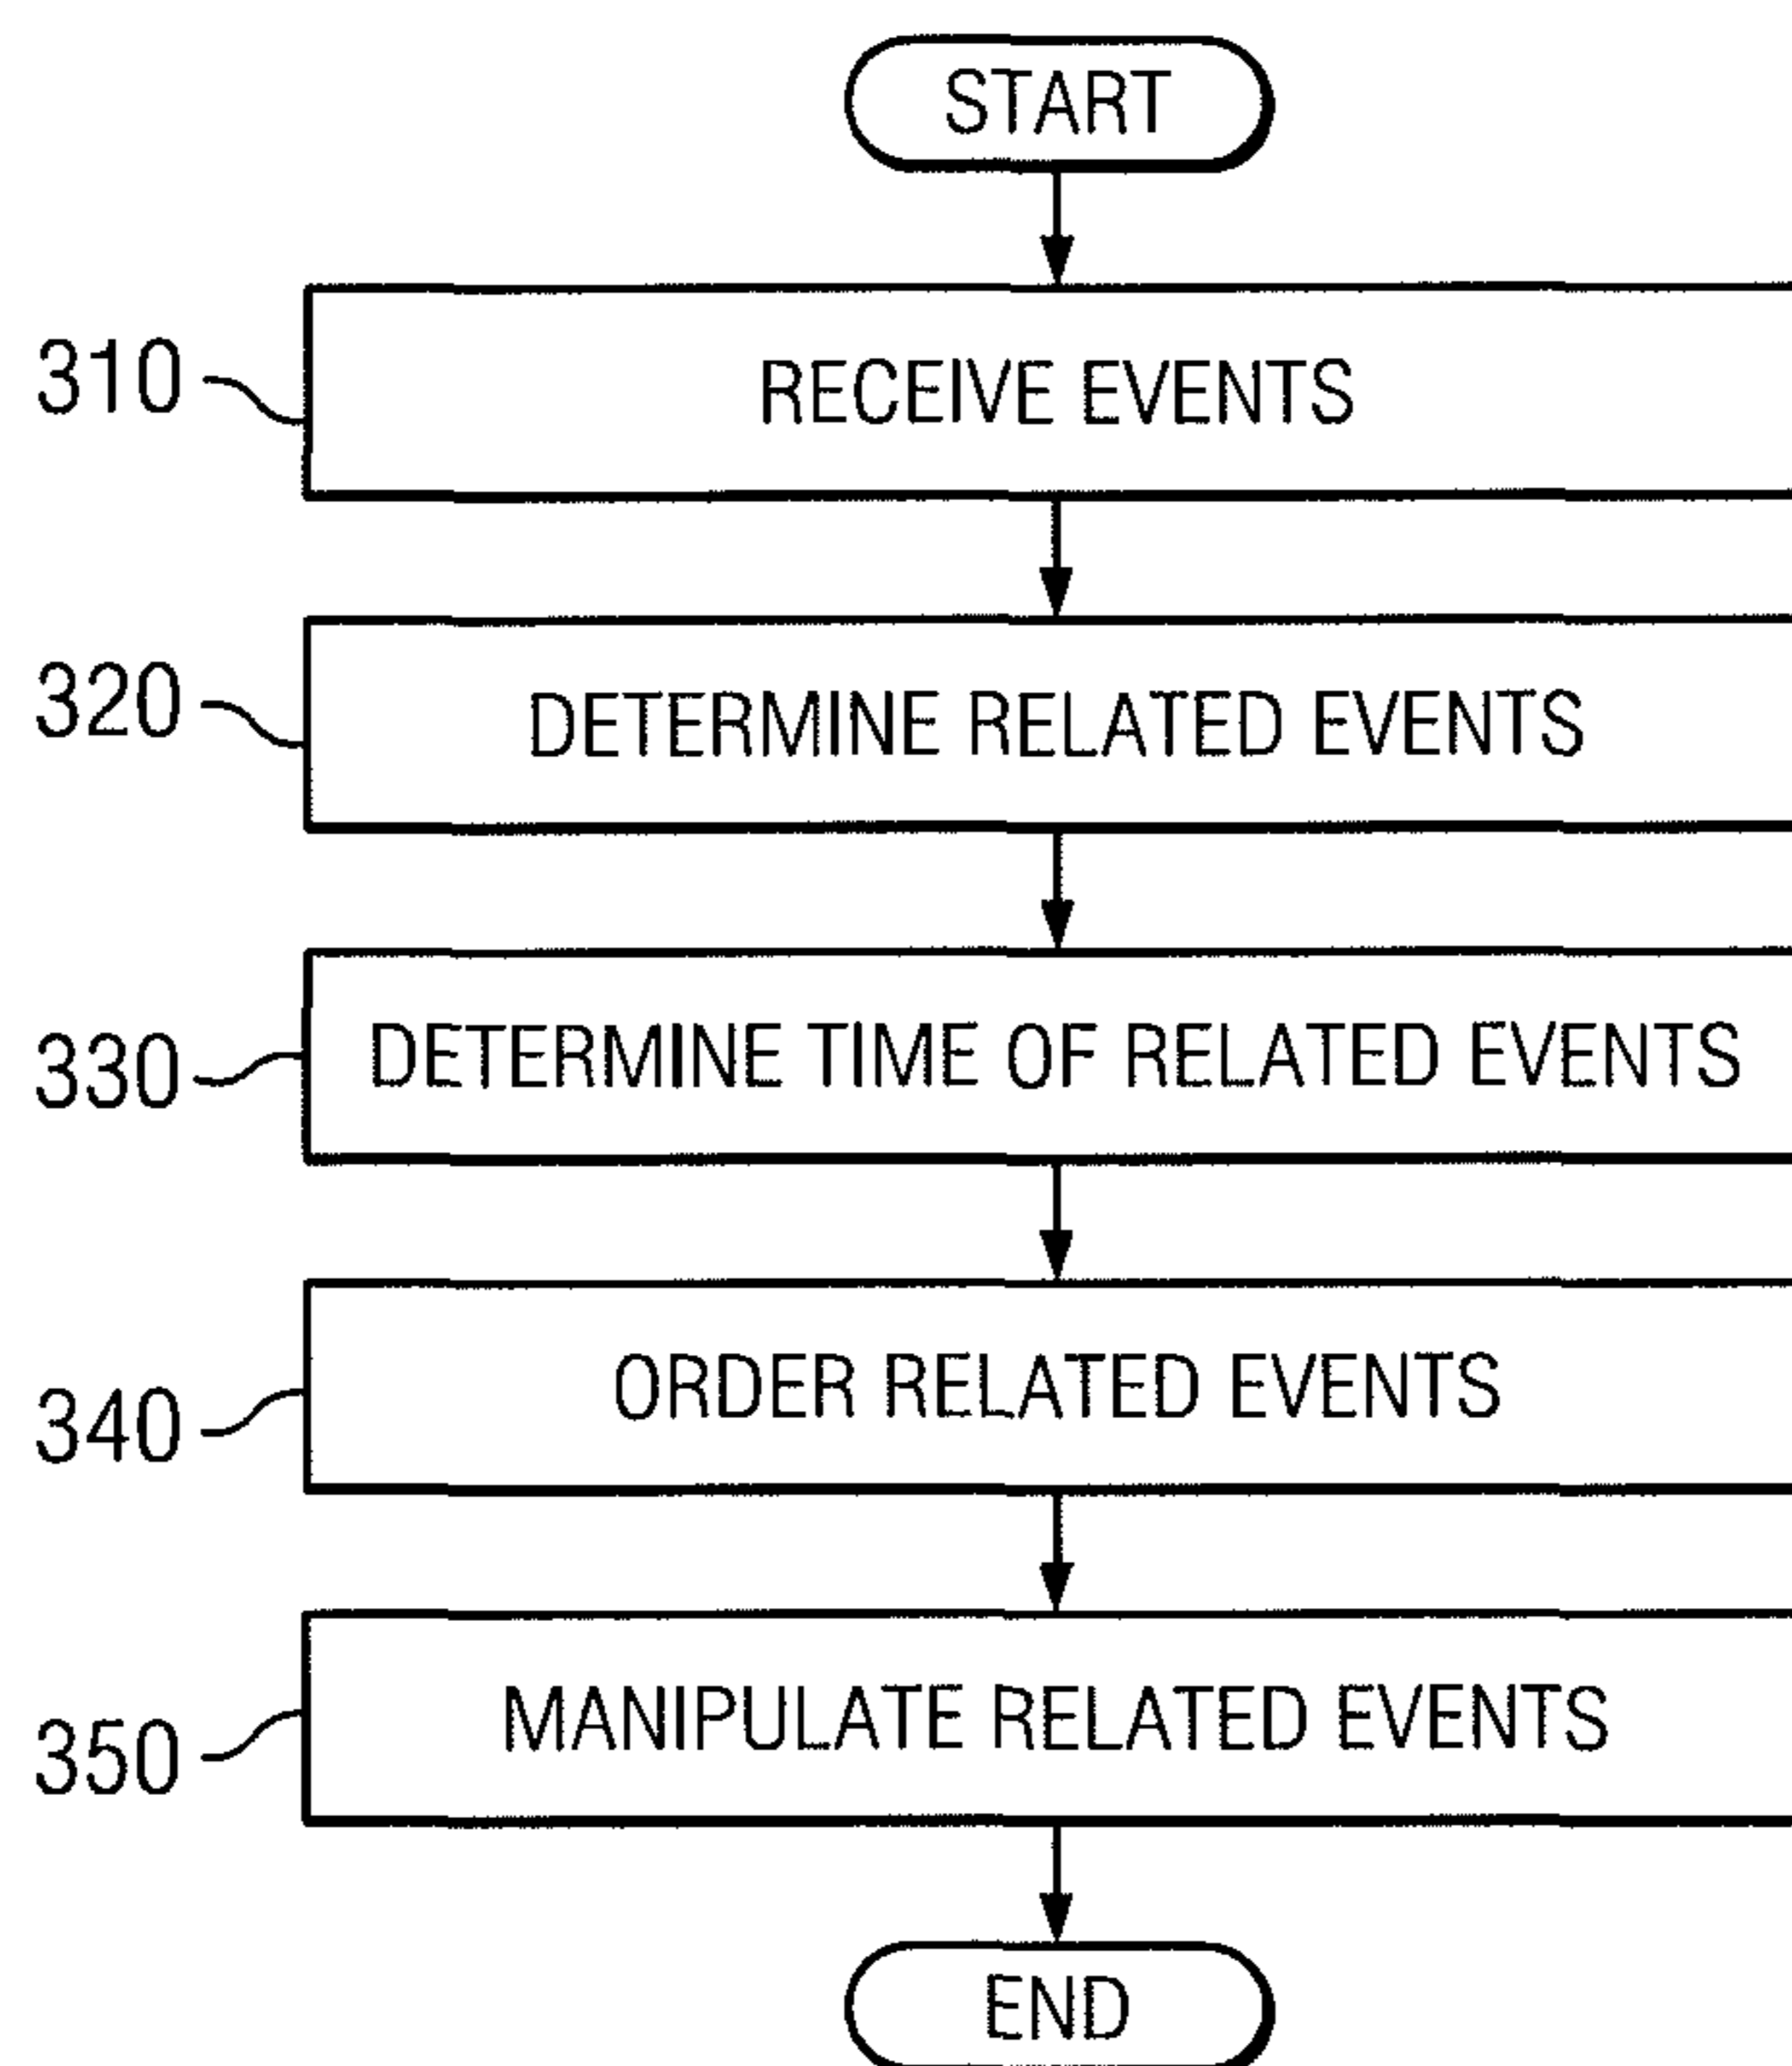 START
310
RECEIVE EVENTS
320
DETERMINE RELATED EVENTS
330
DETERMINE TIME OF RELATED EVENTS
340
ORDER RELATED EVENTS
350
MANIPULATE RELATED EVENTS
END